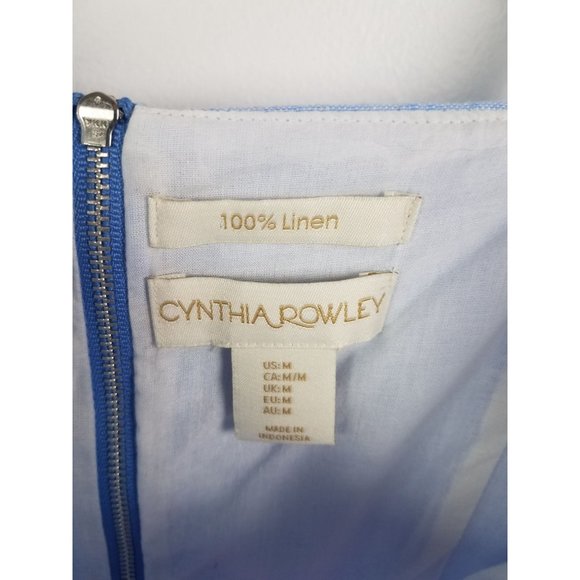 100% Linen
CYNTHIA ROWLEY
US: M
CA: M/M
UK: M
EU: M
AU: M
MADE IN
INDONESIA